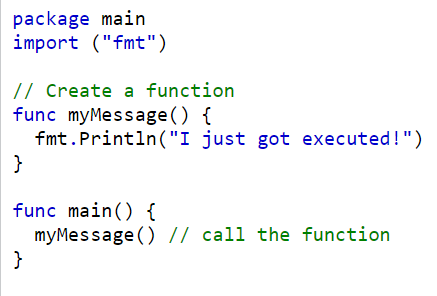 package main
import ("fmt")

// Create a function
func myMessage() {
  fmt.Println("I just got executed!")
}

func main() {
  myMessage() // call the function
}